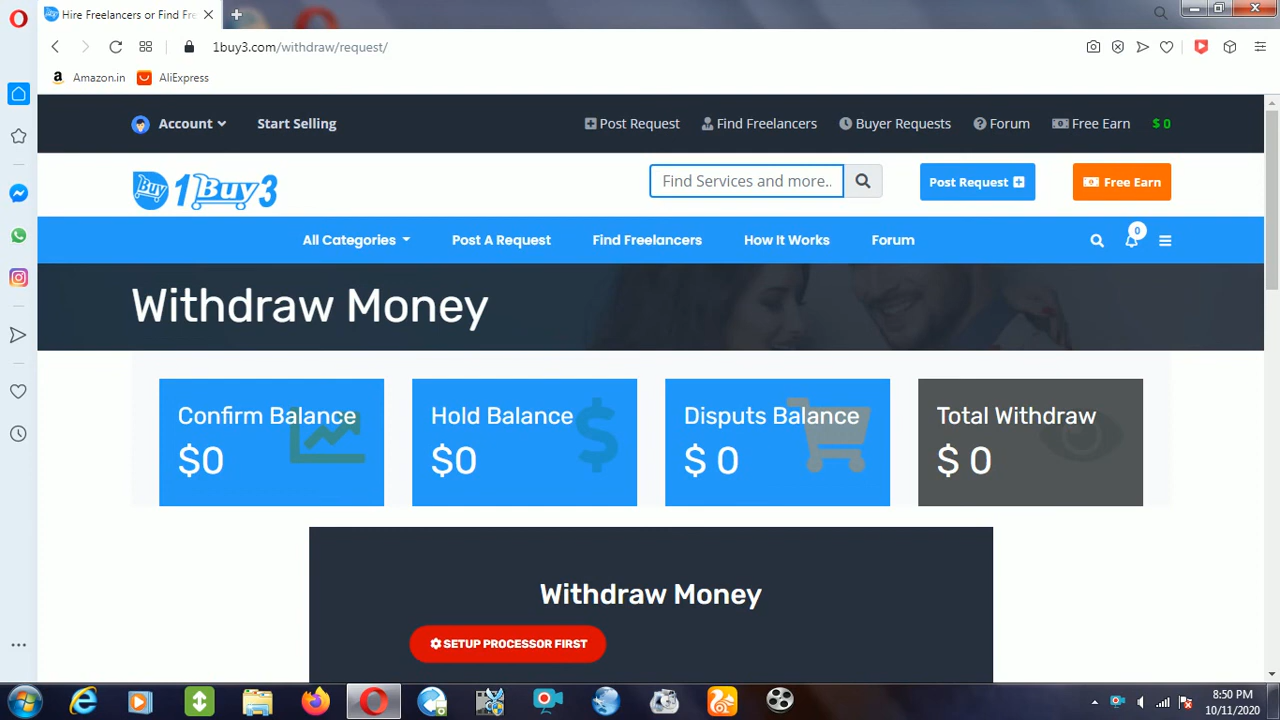 Hire Freelancers or Find Fre
1buy3.com/withdraw/request/
Amazon.in AliExpress
Account Start Selling Post Request Find Freelancers Buyer Requests Forum Free Earn $ 0
Buy 1Buy3 Find Services and more.. Post Request Free Earn
All Categories Post A Request Find Freelancers How It Works Forum 0
Withdraw Money
Confirm Balance Hold Balance Disputs Balance Total Withdraw
$0 $0 $ 0 $ 0
Withdraw Money
SETUP PROCESSOR FIRST
8:50 PM
10/11/2020